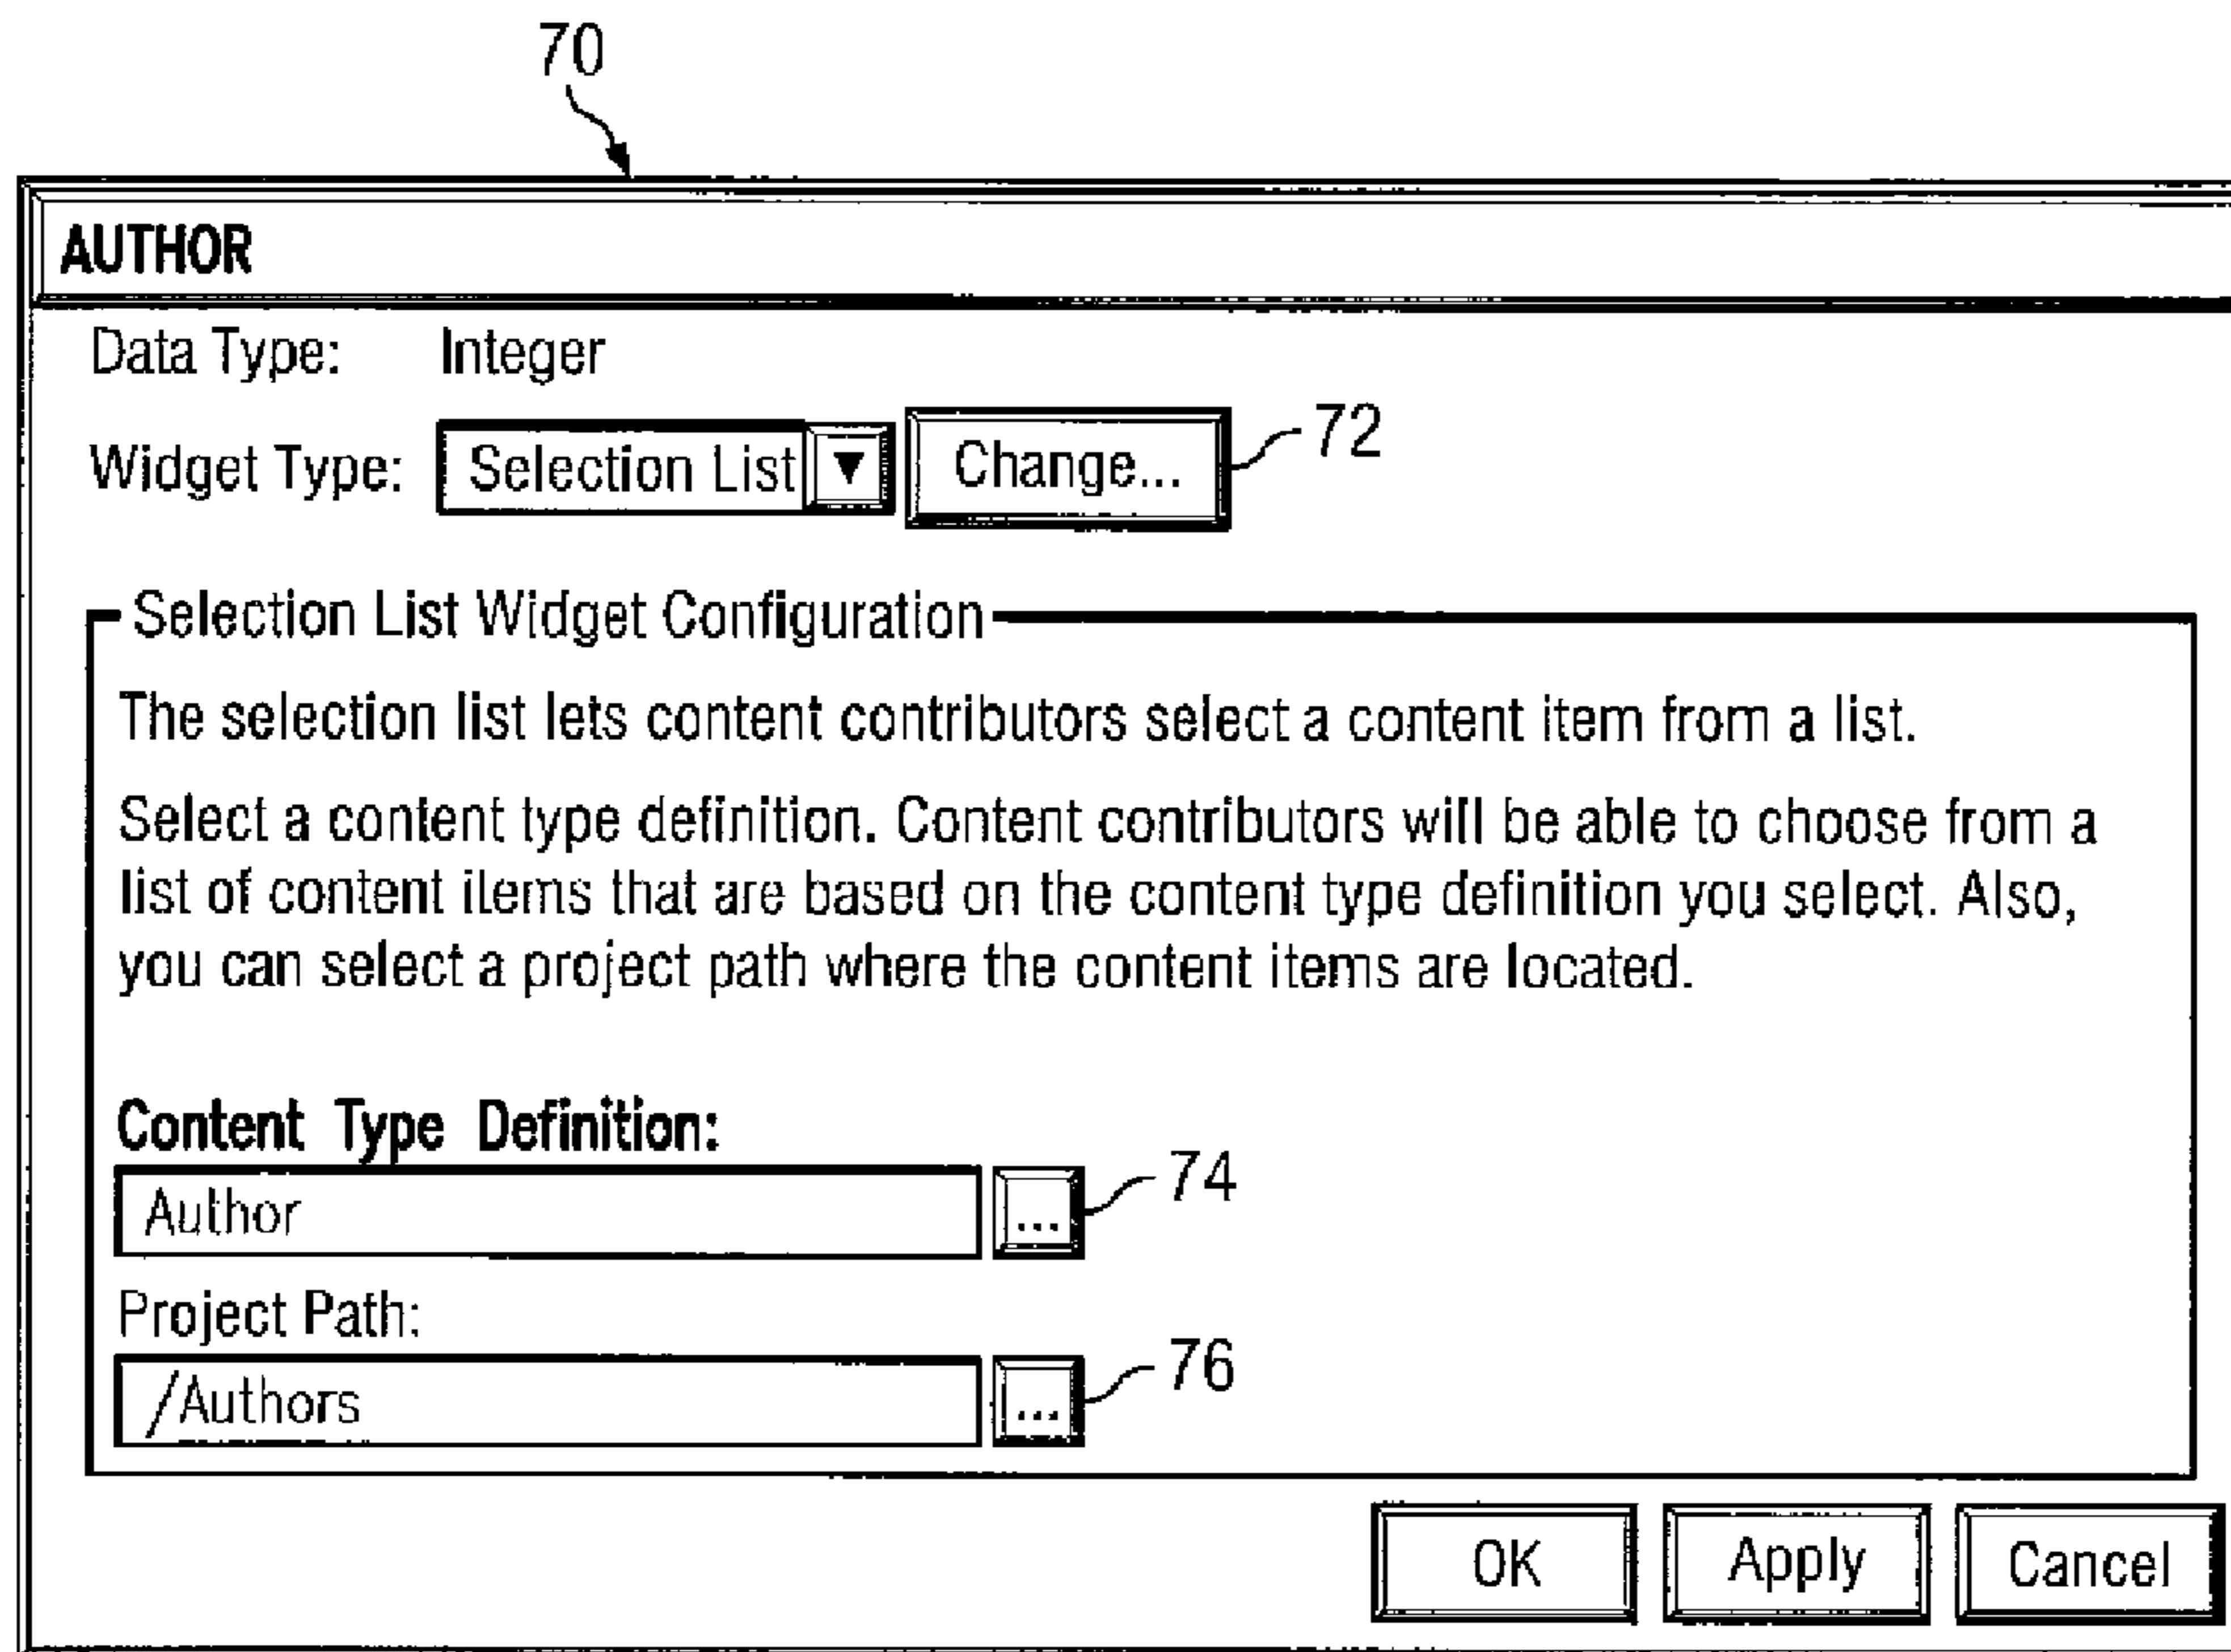 70
AUTHOR
Data Type: Integer
Widget Type: Selection List Change... 72
Selection List Widget Configuration
The selection list lets content contributors select a content item from a list.
Select a content type definition. Content contributors will be able to choose from a
list of content items that are based on the content type definition you select. Also,
you can select a project path where the content items are located.
Content Type Definition:
Author ... 74
Project Path:
/Authors ... 76
OK Apply Cancel